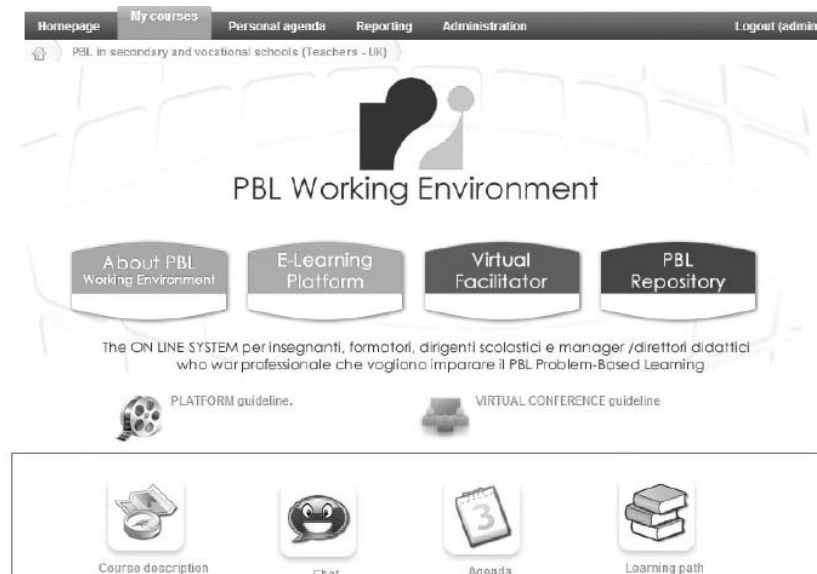 Homepage My courses Personal agenda Reporting Administration Logout (admin
PBL in secondary and vocational schools (Teachers - UK)
PBL Working Environment
About PBL
Working Environment
E-Learning
Platform
Virtual
Facilitator
PBL
Repository
The ON LINE SYSTEM per insegnanti, formatori, dirigenti scolastici e manager /direttori didattici
who war professionale che vogliono imparare il PBL Problem-Based Learning
PLATFORM guideline.
VIRTUAL CONFERENCE guideline
3
Course description Chat Agenda Learning path